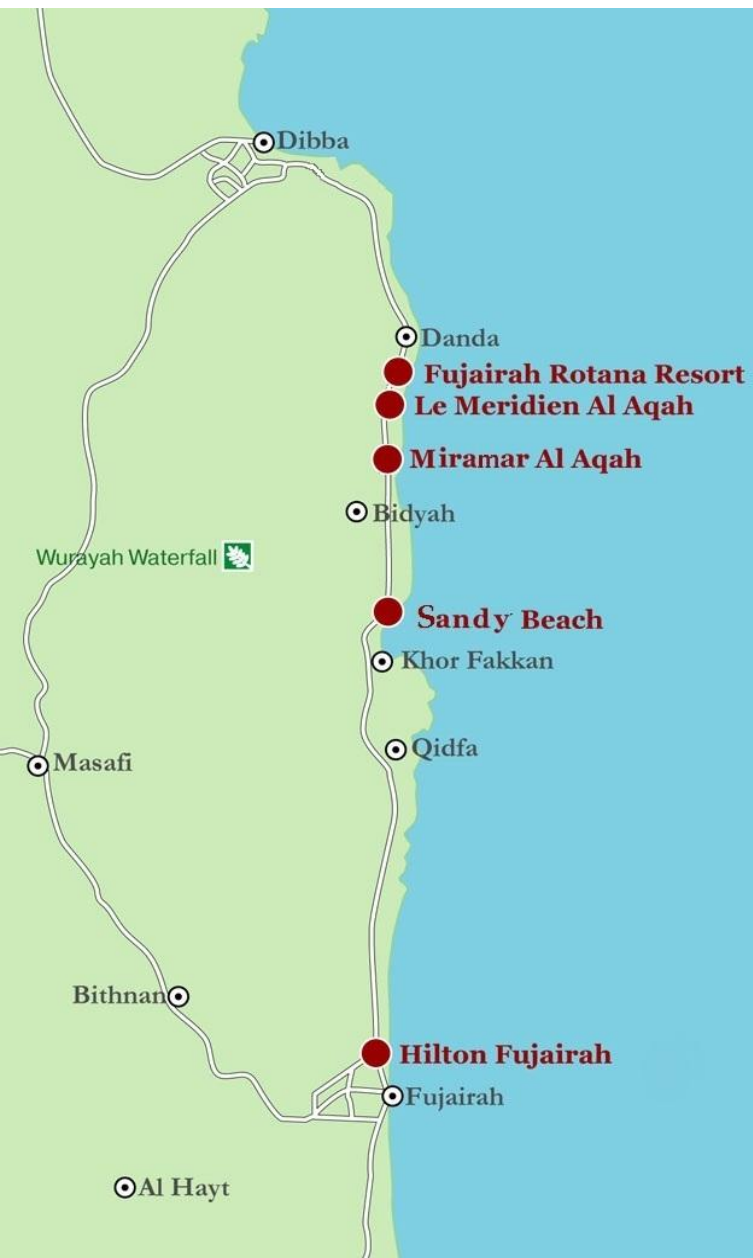 Dibba
Danda
Fujairah Rotana Resort
Le Meridien Al Aqah
Miramar Al Aqah
Bidyah
Wurayah Waterfall
Sandy Beach
Khor Fakkan
Qidfa
Masafi
Bithnan
Hilton Fujairah
Fujairah
Al Hayt